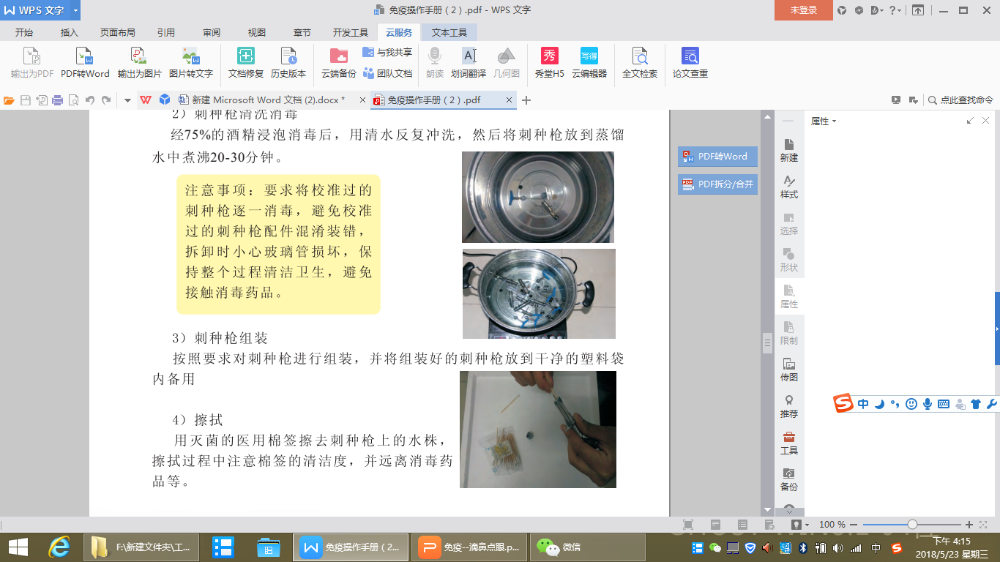 WPS 文字
免疫操作手册（2）.pdf - WPS 文字
未登录
开始 插入 页面布局 引用 审阅 视图 章节 开发工具 云服务 文本工具
输出为PDF PDF转Word 输出为图片 图片转文字 文档修复 历史版本 云端备份 与我共享 团队文档 朗读 划词翻译 几何图 秀堂H5 云编辑器 全文检索 论文查重
新建 Microsoft Word 文档 (2).docx *
免疫操作手册（2）.pdf
点此查找命令
2）刺种枪清洗消毒
经75%的酒精浸泡消毒后，用清水反复冲洗，然后将刺种枪放到蒸馏
水中煮沸20-30分钟。
注意事项：要求将校准过的
刺种枪逐一消毒，避免校准
过的刺种枪配件混淆装错，
拆卸时小心玻璃管损坏，保
持整个过程清洁卫生，避免
接触消毒药品。
3）刺种枪组装
按照要求对刺种枪进行组装，并将组装好的刺种枪放到干净的塑料袋
内备用
4）擦拭
用灭菌的医用棉签擦去刺种枪上的水株，
擦拭过程中注意棉签的清洁度，并远离消毒药
品等。
PDF转Word
PDF拆分/合并
新建
样式
选择
形状
属性
限制
传图
推荐
工具
备份
属性
中
100 %
F:\新建文件夹\工...
免疫操作手册（2...
免疫--滴鼻点眼.p...
微信
中
下午 4:15
2018/5/23 星期三